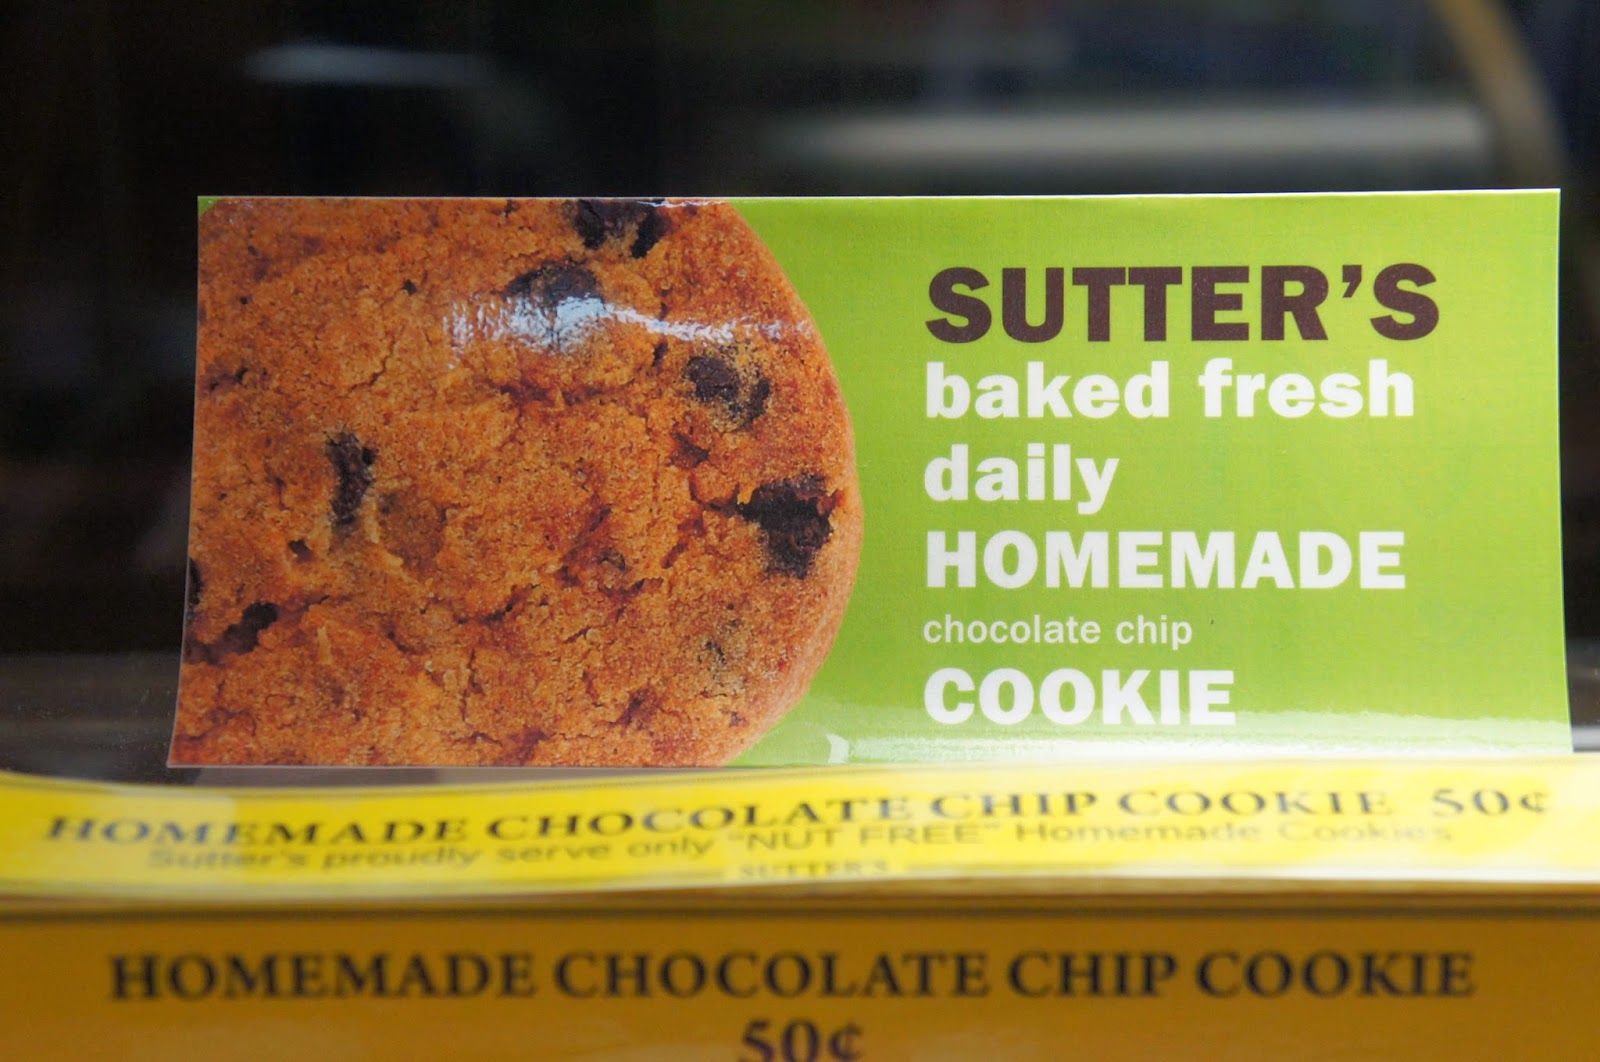 SUTTER'S
baked fresh
daily
HOMEMADE
chocolate chip
COOKIE
HOMEMADE CHOCOLATE CHIP COOKIE 50¢
Sutter's proudly serve only "NUT FREE" Homemade Cookies
SUTTER'S
HOMEMADE CHOCOLATE CHIP COOKIE
50¢